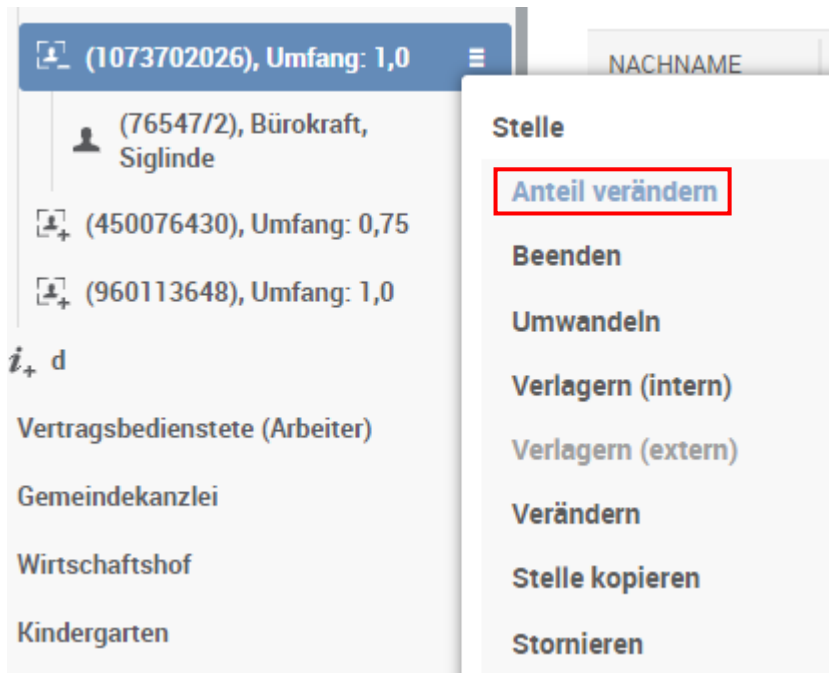 (1073702026), Umfang: 1,0
(76547/2), Bürokraft,
Siglinde
(450076430), Umfang: 0,75
(960113648), Umfang: 1,0
i+ d
Vertragsbedienstete (Arbeiter)
Gemeindekanzlei
Wirtschaftshof
Kindergarten
NACHNAME
Stelle
Anteil verändern
Beenden
Umwandeln
Verlagern (intern)
Verlagern (extern)
Verändern
Stelle kopieren
Stornieren